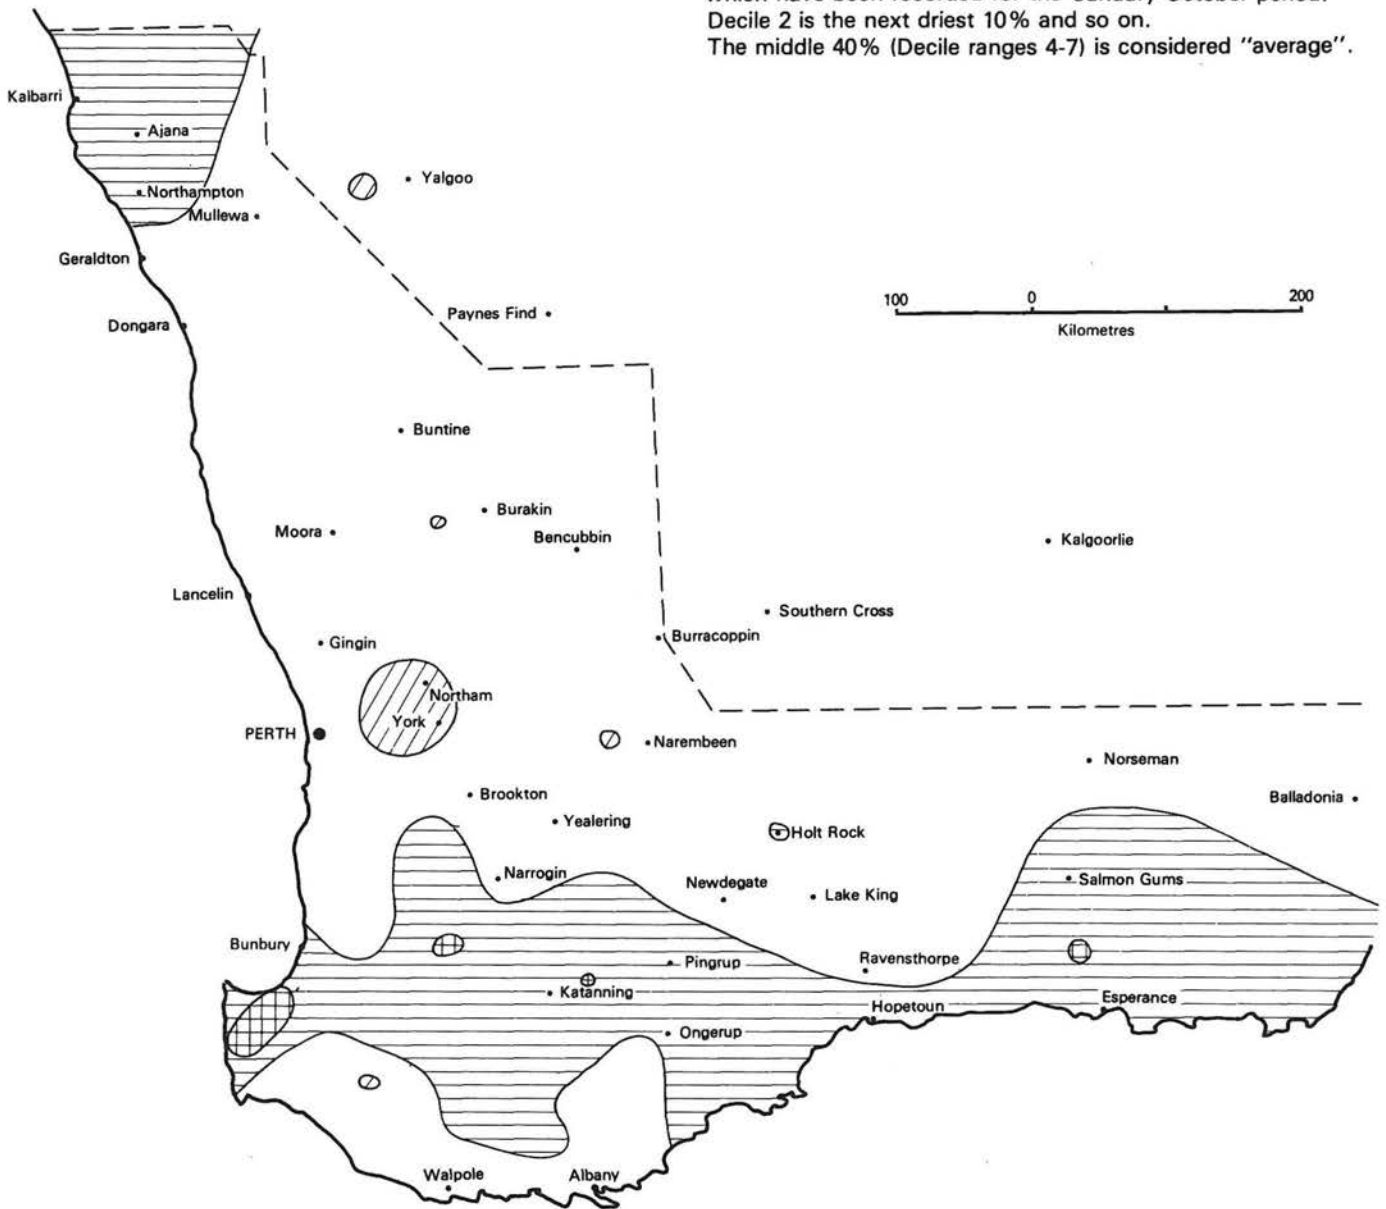 Decile 2 is the next driest 10% and so on.
The middle 40% (Decile ranges 4-7) is considered "average".
Kalbarri
Ajana
Northampton
Mullewa
Yalgoo
Geraldton
Dongara
Paynes Find
100 0 200
Kilometres
Buntine
Burakin
Moora
Bencubbin
Kalgoorlie
Lancelin
Southern Cross
Gingin
Burracoppin
Northam
York
PERTH
Narembeen
Norseman
Balladonia
Brookton
Yealering
Holt Rock
Narrogin
Newdegate
Lake King
Salmon Gums
Bunbury
Pingrup
Ravensthorpe
Katanning
Hopetoun
Esperance
Ongerup
Walpole
Albany